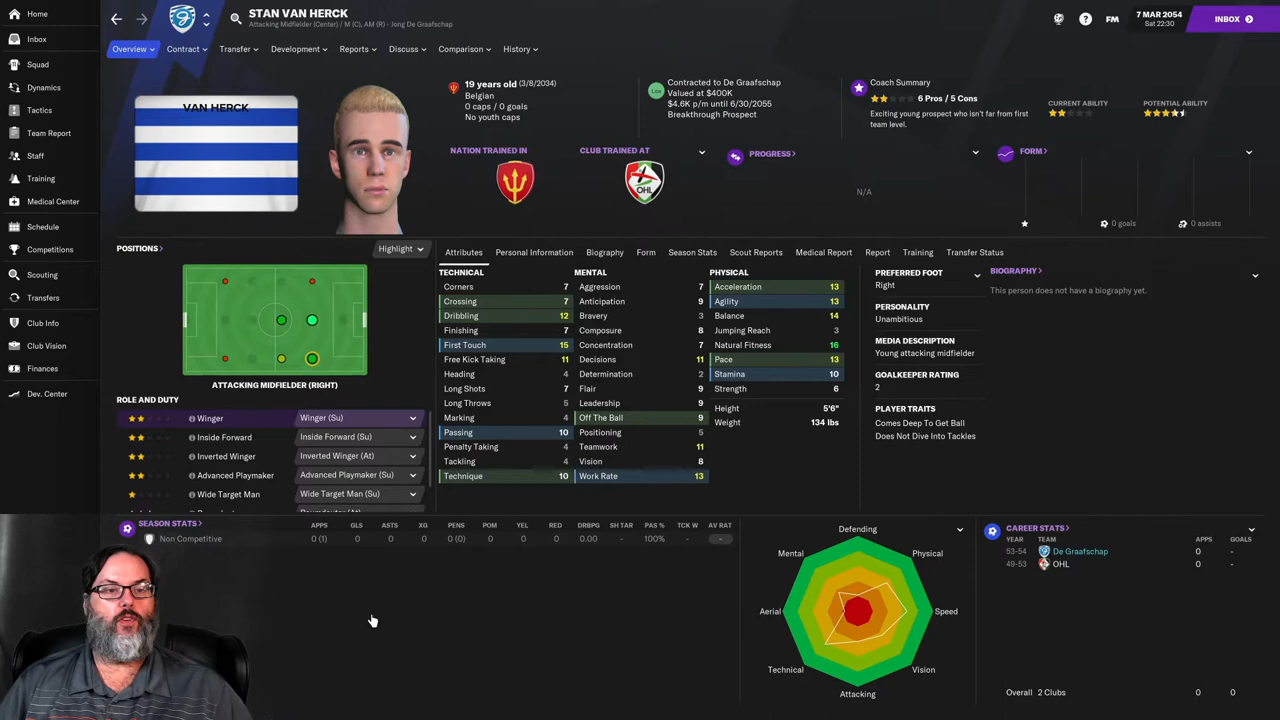 Home
Inbox
Squad
Dynamics
Tactics
Team Report
Staff
Training
Medical Center
Schedule
Competitions
Scouting
Transfers
Club Info
Club Vision
Finances
Dev. Center
STAN VAN HERCK
Attacking Midfielder (Center) / M (C), AM (R) - Jong De Graafschap
FM
7 MAR 2054
Sat 22:30
INBOX
Overview
Contract
Transfer
Development
Reports
Discuss
Comparison
History
VAN HERCK
19 years old (3/8/2034)
Belgian
0 caps / 0 goals
No youth caps
Loa
Contracted to De Graafschap
Valued at $400K
$4.6K p/m until 6/30/2055
Breakthrough Prospect
Coach Summary
6 Pros / 5 Cons
Exciting young prospect who isn't far from first team level.
CURRENT ABILITY
POTENTIAL ABILITY
NATION TRAINED IN
CLUB TRAINED AT
OHL
PROGRESS
N/A
FORM
0 goals
0 assists
POSITIONS
Highlight
ATTACKING MIDFIELDER (RIGHT)
ROLE AND DUTY
Winger Winger (Su)
Inside Forward Inside Forward (Su)
Inverted Winger Inverted Winger (At)
Advanced Playmaker Advanced Playmaker (Su)
Wide Target Man Wide Target Man (Su)
Attributes
Personal Information
Biography
Form
Season Stats
Scout Reports
Medical Report
Report
Training
Transfer Status
TECHNICAL
Corners 7
Crossing 7
Dribbling 12
Finishing 7
First Touch 15
Free Kick Taking 11
Heading 4
Long Shots 7
Long Throws 5
Marking 4
Passing 10
Penalty Taking 4
Tackling 4
Technique 10
MENTAL
Aggression 7
Anticipation 9
Bravery 3
Composure 8
Concentration 7
Decisions 11
Determination 2
Flair 9
Leadership 9
Off The Ball 9
Positioning 5
Teamwork 11
Vision 8
Work Rate 13
PHYSICAL
Acceleration 13
Agility 13
Balance 14
Jumping Reach 3
Natural Fitness 16
Pace 13
Stamina 10
Strength 6
Height 5'6"
Weight 134 lbs
PREFERRED FOOT
Right
PERSONALITY
Unambitious
MEDIA DESCRIPTION
Young attacking midfielder
GOALKEEPER RATING
2
PLAYER TRAITS
Comes Deep To Get Ball
Does Not Dive Into Tackles
BIOGRAPHY
This person does not have a biography yet.
SEASON STATS APPS GLS ASTS XG PENS POM YEL RED DRBPG SH TAR PAS % TCK W AV RAT
Non Competitive 0 (1) 0 0 0 0 (0) 0 0 0 0.00 - 100% - -
Defending
Physical
Speed
Vision
Attacking
Technical
Aerial
Mental
CAREER STATS
YEAR TEAM APPS GOALS
53-54 De Graafschap 0 -
49-53 OHL 0 -
Overall 2 Clubs 0 0